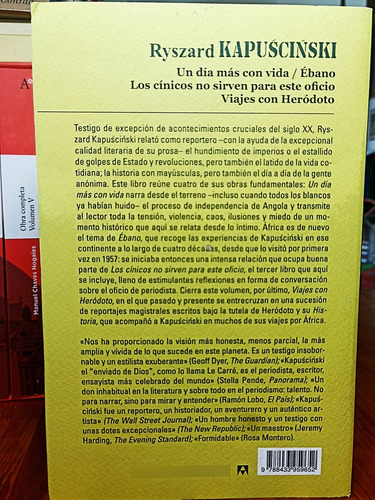 Ryszard KAPUŚCIŃSKI
Un día más con vida / Ébano
Los cínicos no sirven para este oficio
Viajes con Heródoto
Testigo de excepción de acontecimientos cruciales del siglo XX, Rys-
zard Kapuściński relató como reportero –con la ayuda de la excepcional
calidad literaria de su prosa– el hundimiento de imperios o el estallido
de golpes de Estado y revoluciones, pero también el latido de la vida co-
tidiana; la historia con mayúsculas, pero también el día a día de la gente
anónima. Este libro reúne cuatro de sus obras fundamentales: Un día
más con vida narra desde el terreno –incluso cuando todos los blancos
ya habían huido– el proceso de independencia de Angola y transmite
al lector toda la tensión, violencia, caos, ilusiones y miedo de un mo-
mento histórico que aquí se relata desde lo íntimo. África es de nuevo
el tema de Ébano, que recoge las experiencias de Kapuściński en ese
continente a lo largo de cuatro décadas, desde que lo visitó por primera
vez en 1957: se iniciaba entonces una intensa relación que ocupa buena
parte de Los cínicos no sirven para este oficio, el tercer libro que aquí
se incluye, lleno de estimulantes reflexiones en forma de conversación
sobre el oficio de periodista. Cierra este volumen, por último, Viajes con
Heródoto, en el que pasado y presente se entrecruzan en una sucesión
de reportajes magistrales escritos bajo la tutela de Heródoto y su His-
toria, que acompañó a Kapuściński en muchos de sus viajes por África.
«Nos ha proporcionado la visión más honesta, menos parcial, la más
amplia y vívida de lo que sucede en este planeta. Es un testigo insobor-
nable y un estilista exuberante» (Geoff Dyer, The Guardian); «Kapuściński
el "enviado de Dios", como lo llama Le Carré, es el periodista, escritor,
ensayista más celebrado del mundo» (Stella Pende, Panorama); «Un
don inhabitual en la literatura y sobre todo en el periodismo: talento. No
para narrar, sino para mirar y entender» (Ramón Lobo, El País); «Kapuś-
ciński fue un reportero, un historiador, un aventurero y un auténtico ar-
tista» (The Wall Street Journal); «Un hombre honesto y un testigo con
unas dotes excepcionales» (The New Republic); «Un maestro» (Jeremy
Harding, The Evening Standard); «Formidable» (Rosa Montero).
9 788433 959652
Obra completa
Volumen V
Manuel Chaves Nogales